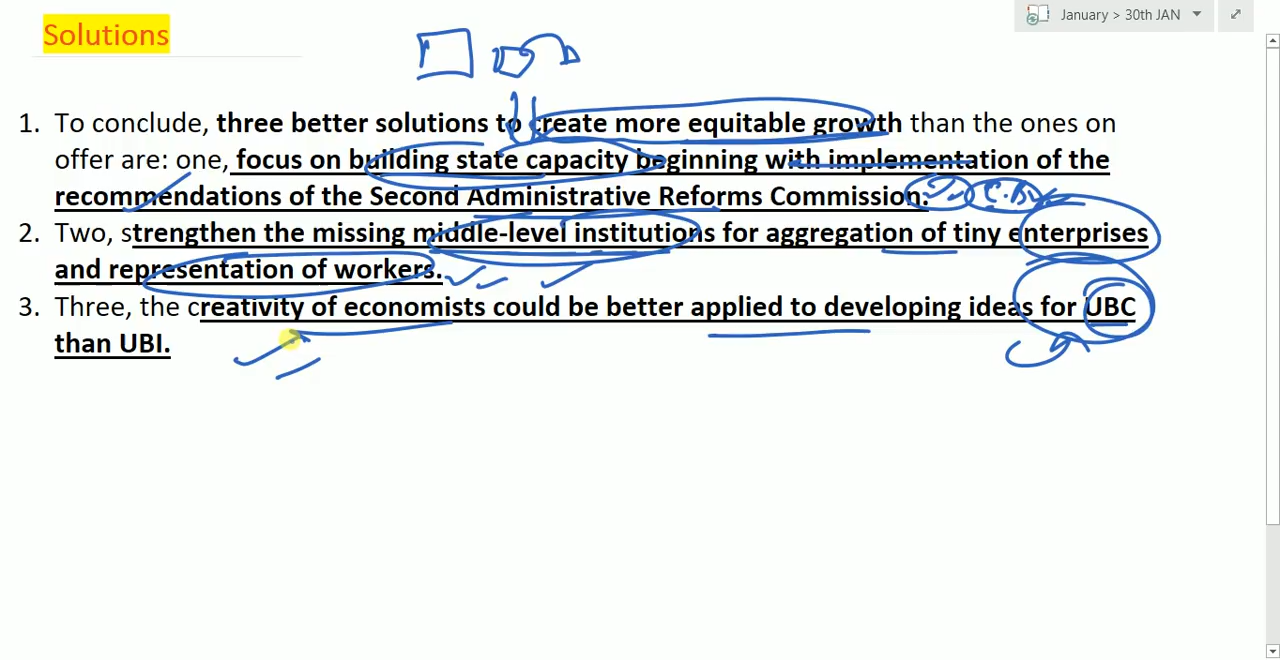 January > 30th JAN
Solutions
1. To conclude, three better solutions to create more equitable growth than the ones on
offer are: one, focus on building state capacity beginning with implementation of the
recommendations of the Second Administrative Reforms Commission.
2. Two, strengthen the missing middle-level institutions for aggregation of tiny enterprises
and representation of workers.
3. Three, the creativity of economists could be better applied to developing ideas for UBC
than UBI.